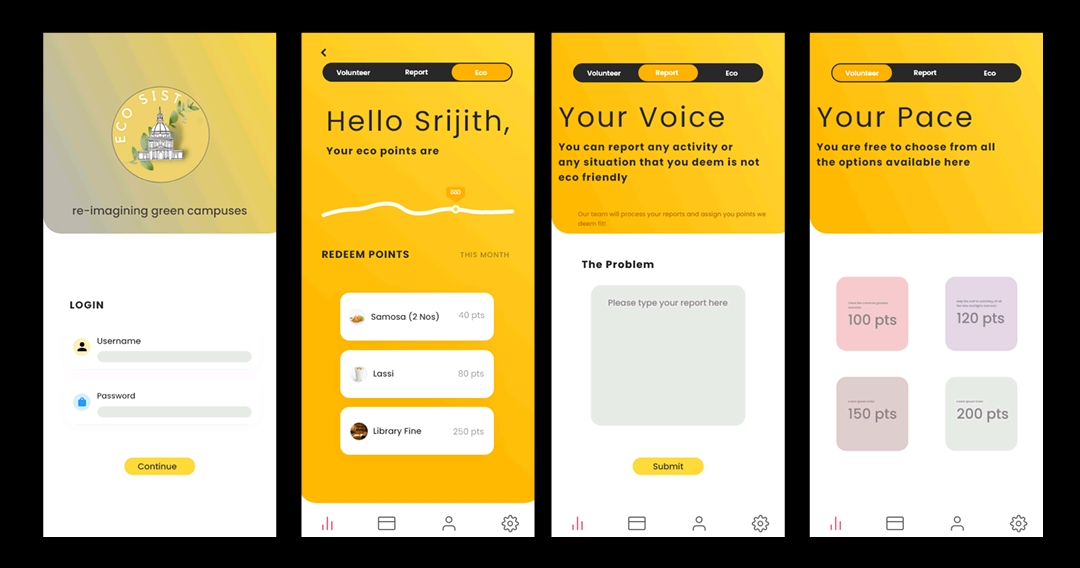 ECO SIST
re-imagining green campuses
LOGIN
Username
Password
Continue
Volunteer
Report
Eco
Hello Srijith,
Your eco points are
680
REDEEM POINTS
THIS MONTH
Samosa (2 Nos)
40 pts
Lassi
80 pts
Library Fine
250 pts
Volunteer
Report
Eco
Your Voice
You can report any activity or
any situation that you deem is not
eco friendly
Our team will process your reports and assign you points we
deem fit!
The Problem
Please type your report here
Submit
Volunteer
Report
Eco
Your Pace
You are free to choose from all
the options available here
100 pts
120 pts
150 pts
200 pts